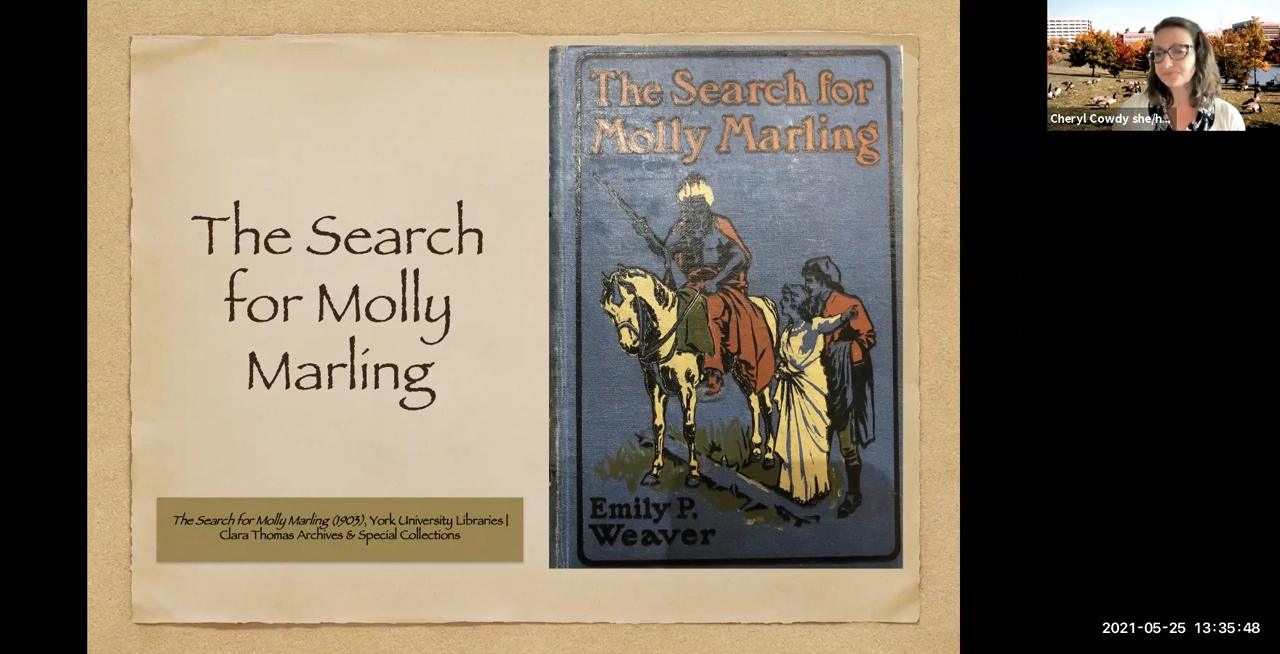 The Search
for Molly
Marling
The Search for Molly Marling (1903), York University Libraries |
Clara Thomas Archives & Special Collections
The Search for
Molly Marling
Emily P.
Weaver
Cheryl Cowdy she/h...
2021-05-25 13:35:48